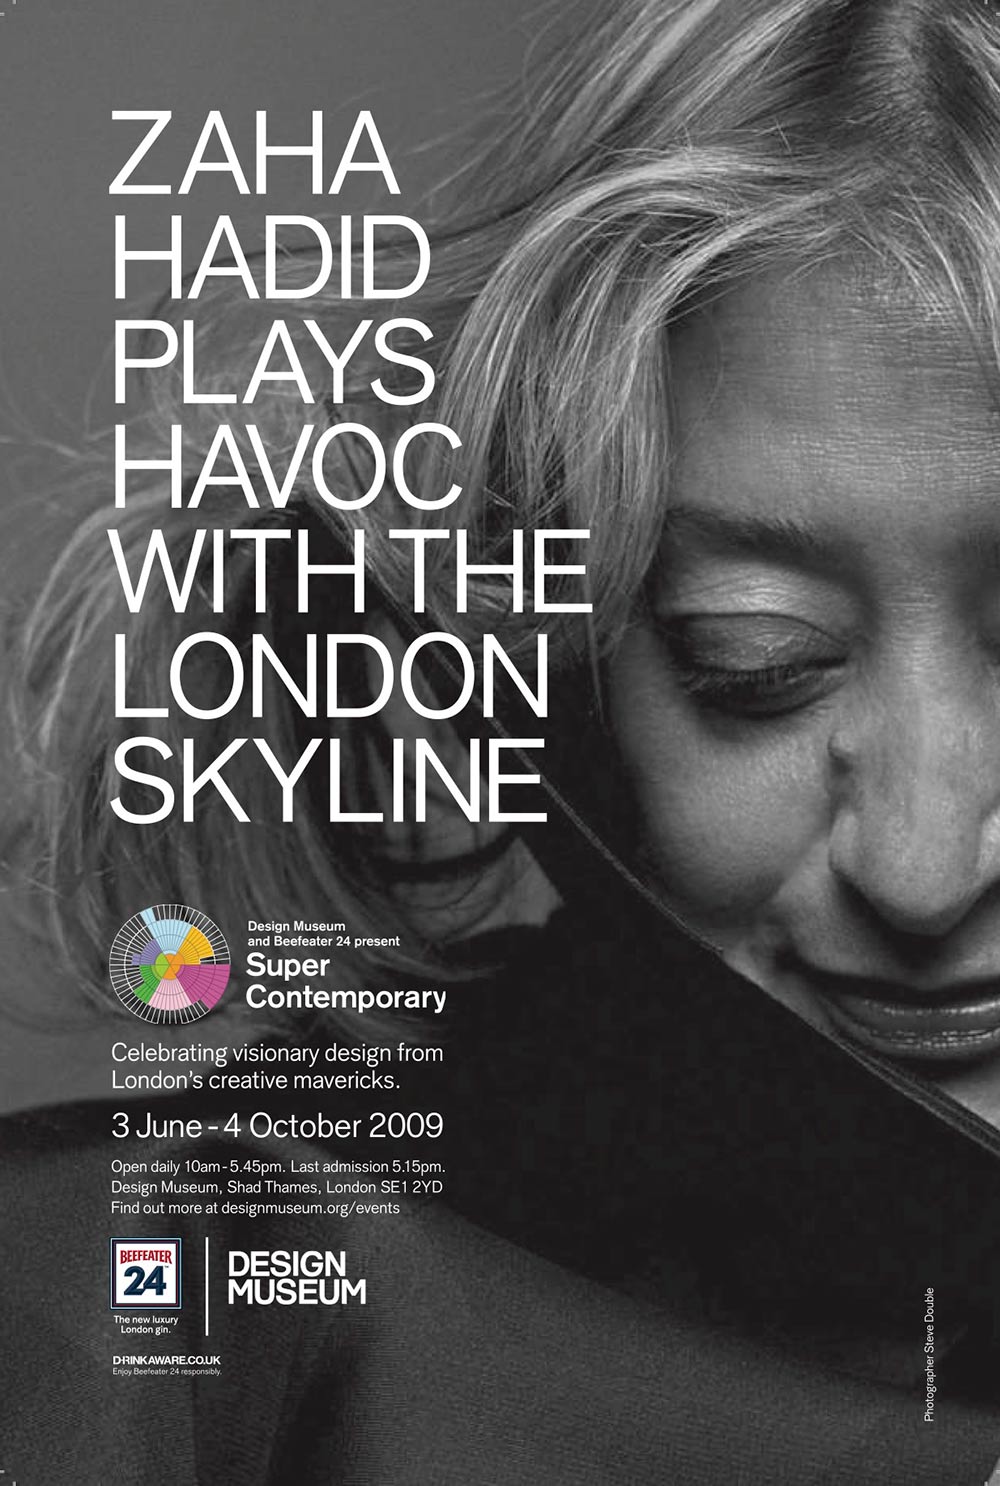 ZAHA
HADID
PLAYS
HAVOC
WITH THE
LONDON
SKYLINE
Design Museum
and Beefeater 24 present
Super
Contemporary
Celebrating visionary design from
London's creative mavericks.
3 June - 4 October 2009
Open daily 10am - 5.45pm. Last admission 5.15pm.
Design Museum, Shad Thames, London SE1 2YD
Find out more at designmuseum.org/events
BEEFEATER
24™
The new luxury
London gin.
DESIGN
MUSEUM
DRINKAWARE.CO.UK
Enjoy Beefeater 24 responsibly.
Photographer Steve Double